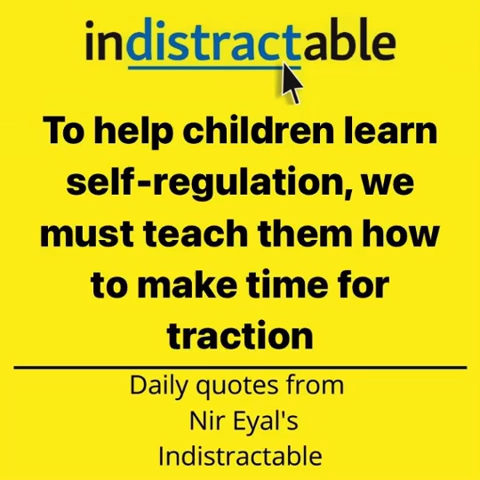 indistractable
To help children learn
self-regulation, we
must teach them how
to make time for
traction
Daily quotes from
Nir Eyal's
Indistractable